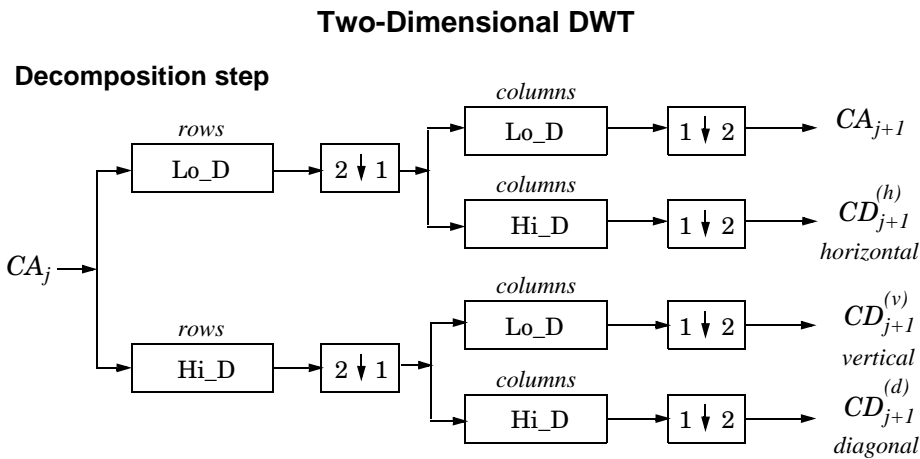 Two-Dimensional DWT
Decomposition step
columns
Lo_D
1 ↓ 2
CA_{j+1}
rows
Lo_D
2 ↓ 1
columns
Hi_D
1 ↓ 2
CD_{j+1}^{(h)}
horizontal
CA_j
rows
Hi_D
2 ↓ 1
columns
Lo_D
1 ↓ 2
CD_{j+1}^{(v)}
vertical
columns
Hi_D
1 ↓ 2
CD_{j+1}^{(d)}
diagonal